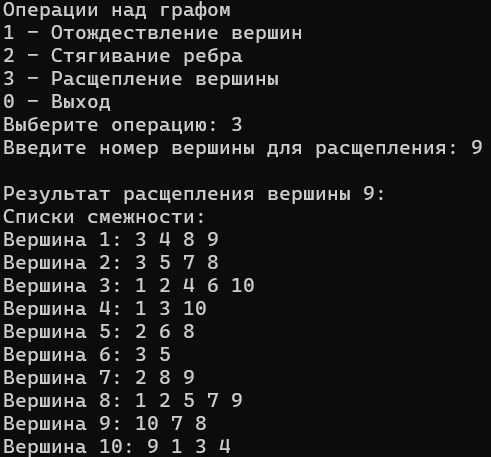 Операции над графом
1 – Отождествление вершин
2 – Стягивание ребра
3 – Расщепление вершины
0 – Выход
Выберите операцию: 3
Введите номер вершины для расщепления: 9
Результат расщепления вершины 9:
Списки смежности:
Вершина 1: 3 4 8 9
Вершина 2: 3 5 7 8
Вершина 3: 1 2 4 6 10
Вершина 4: 1 3 10
Вершина 5: 2 6 8
Вершина 6: 3 5
Вершина 7: 2 8 9
Вершина 8: 1 2 5 7 9
Вершина 9: 10 7 8
Вершина 10: 9 1 3 4